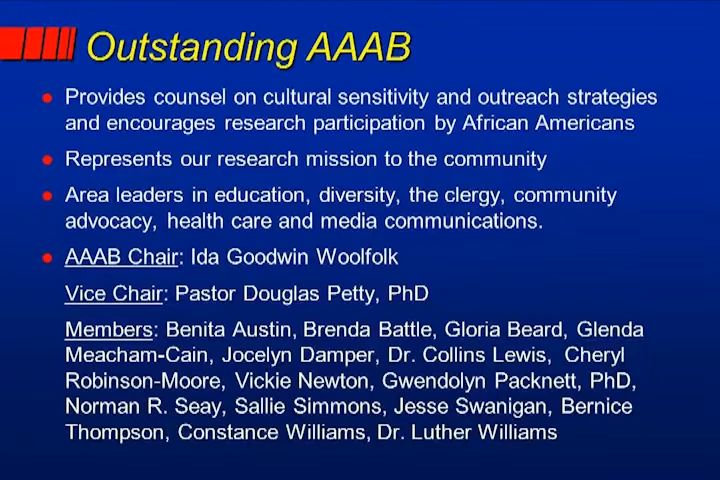 Outstanding AAAB
Provides counsel on cultural sensitivity and outreach strategies
and encourages research participation by African Americans
Represents our research mission to the community
Area leaders in education, diversity, the clergy, community
advocacy, health care and media communications.
AAAB Chair: Ida Goodwin Woolfolk
Vice Chair: Pastor Douglas Petty, PhD
Members: Benita Austin, Brenda Battle, Gloria Beard, Glenda
Meacham-Cain, Jocelyn Damper, Dr. Collins Lewis, Cheryl
Robinson-Moore, Vickie Newton, Gwendolyn Packnett, PhD,
Norman R. Seay, Sallie Simmons, Jesse Swanigan, Bernice
Thompson, Constance Williams, Dr. Luther Williams